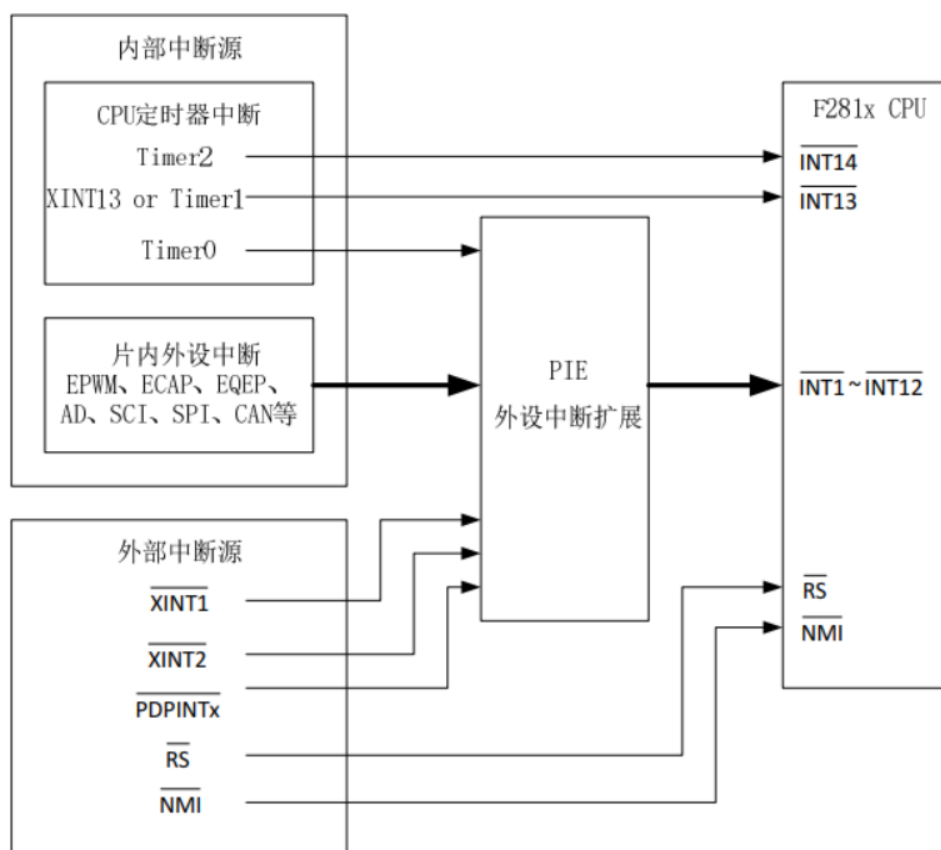 内部中断源
CPU定时器中断
Timer2
XINT13 or Timer1
Timer0
片内外设中断
EPWM、ECAP、EQEP、
AD、SCI、SPI、CAN等
外部中断源
XINT1
XINT2
PDPINTx
RS
NMI
PIE
外设中断扩展
F281x CPU
INT14
INT13
INT1~INT12
RS
NMI